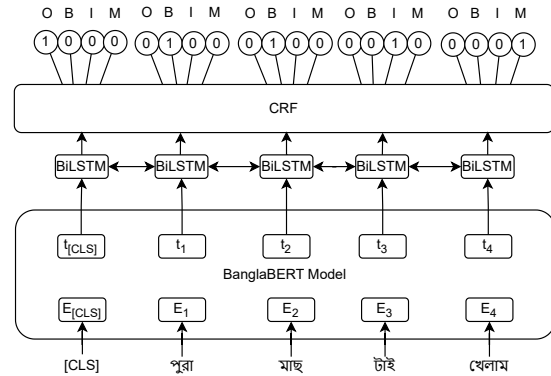 O B I M O B I M O B I M O B I M O B I M
1 0 0 0 0 1 0 0 0 1 0 0 0 0 1 0 0 0 0 1
CRF
BiLSTM BiLSTM BiLSTM BiLSTM BiLSTM
t[CLS] t1 t2 t3 t4
BanglaBERT Model
E[CLS] E1 E2 E3 E4
[CLS] পুরা মাছ টাই খেলাম